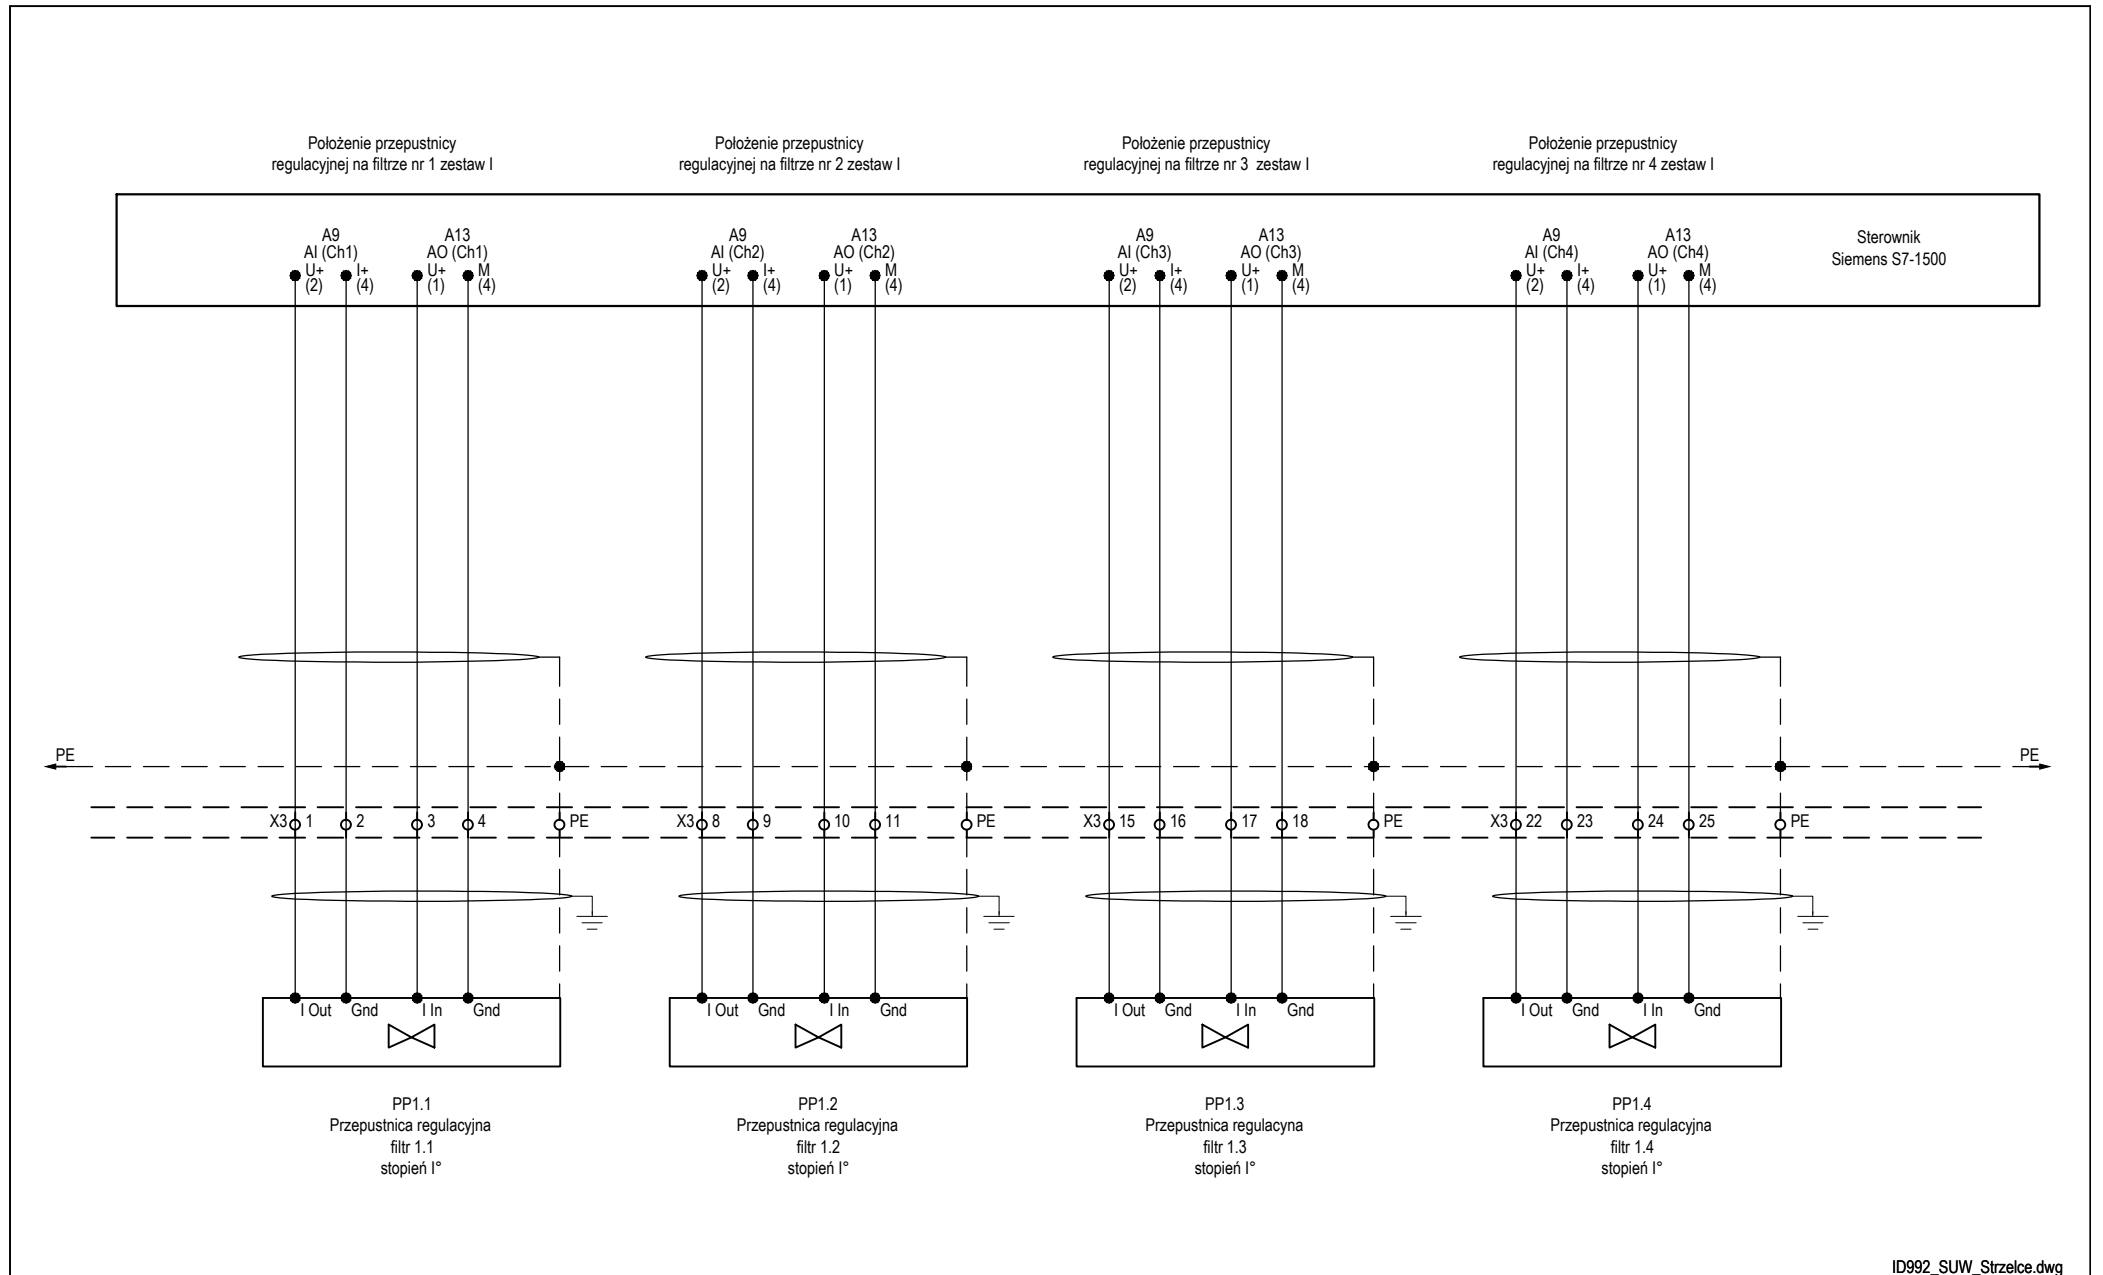 Położenie przepustnicy
regulacyjnej na filtrze nr 1 zestaw I
Położenie przepustnicy
regulacyjnej na filtrze nr 2 zestaw I
Położenie przepustnicy
regulacyjnej na filtrze nr 3 zestaw I
Położenie przepustnicy
regulacyjnej na filtrze nr 4 zestaw I
A9
AI (Ch1)
U+ I+
(2) (4)
A13
AO (Ch1)
U+ M
(1) (4)
A9
AI (Ch2)
U+ I+
(2) (4)
A13
AO (Ch2)
U+ M
(1) (4)
A9
AI (Ch3)
U+ I+
(2) (4)
A13
AO (Ch3)
U+ M
(1) (4)
A9
AI (Ch4)
U+ I+
(2) (4)
A13
AO (Ch4)
U+ M
(1) (4)
Sterownik
Siemens S7-1500
PE PE
X3 1 2 3 4 PE X3 8 9 10 11 PE X3 15 16 17 18 PE X3 22 23 24 25 PE
I Out Gnd I In Gnd I Out Gnd I In Gnd I Out Gnd I In Gnd I Out Gnd I In Gnd
PP1.1
Przepustnica regulacyjna
filtr 1.1
stopień I°
PP1.2
Przepustnica regulacyjna
filtr 1.2
stopień I°
PP1.3
Przepustnica regulacyna
filtr 1.3
stopień I°
PP1.4
Przepustnica regulacyjna
filtr 1.4
stopień I°
ID992_SUW_Strzelce.dwg